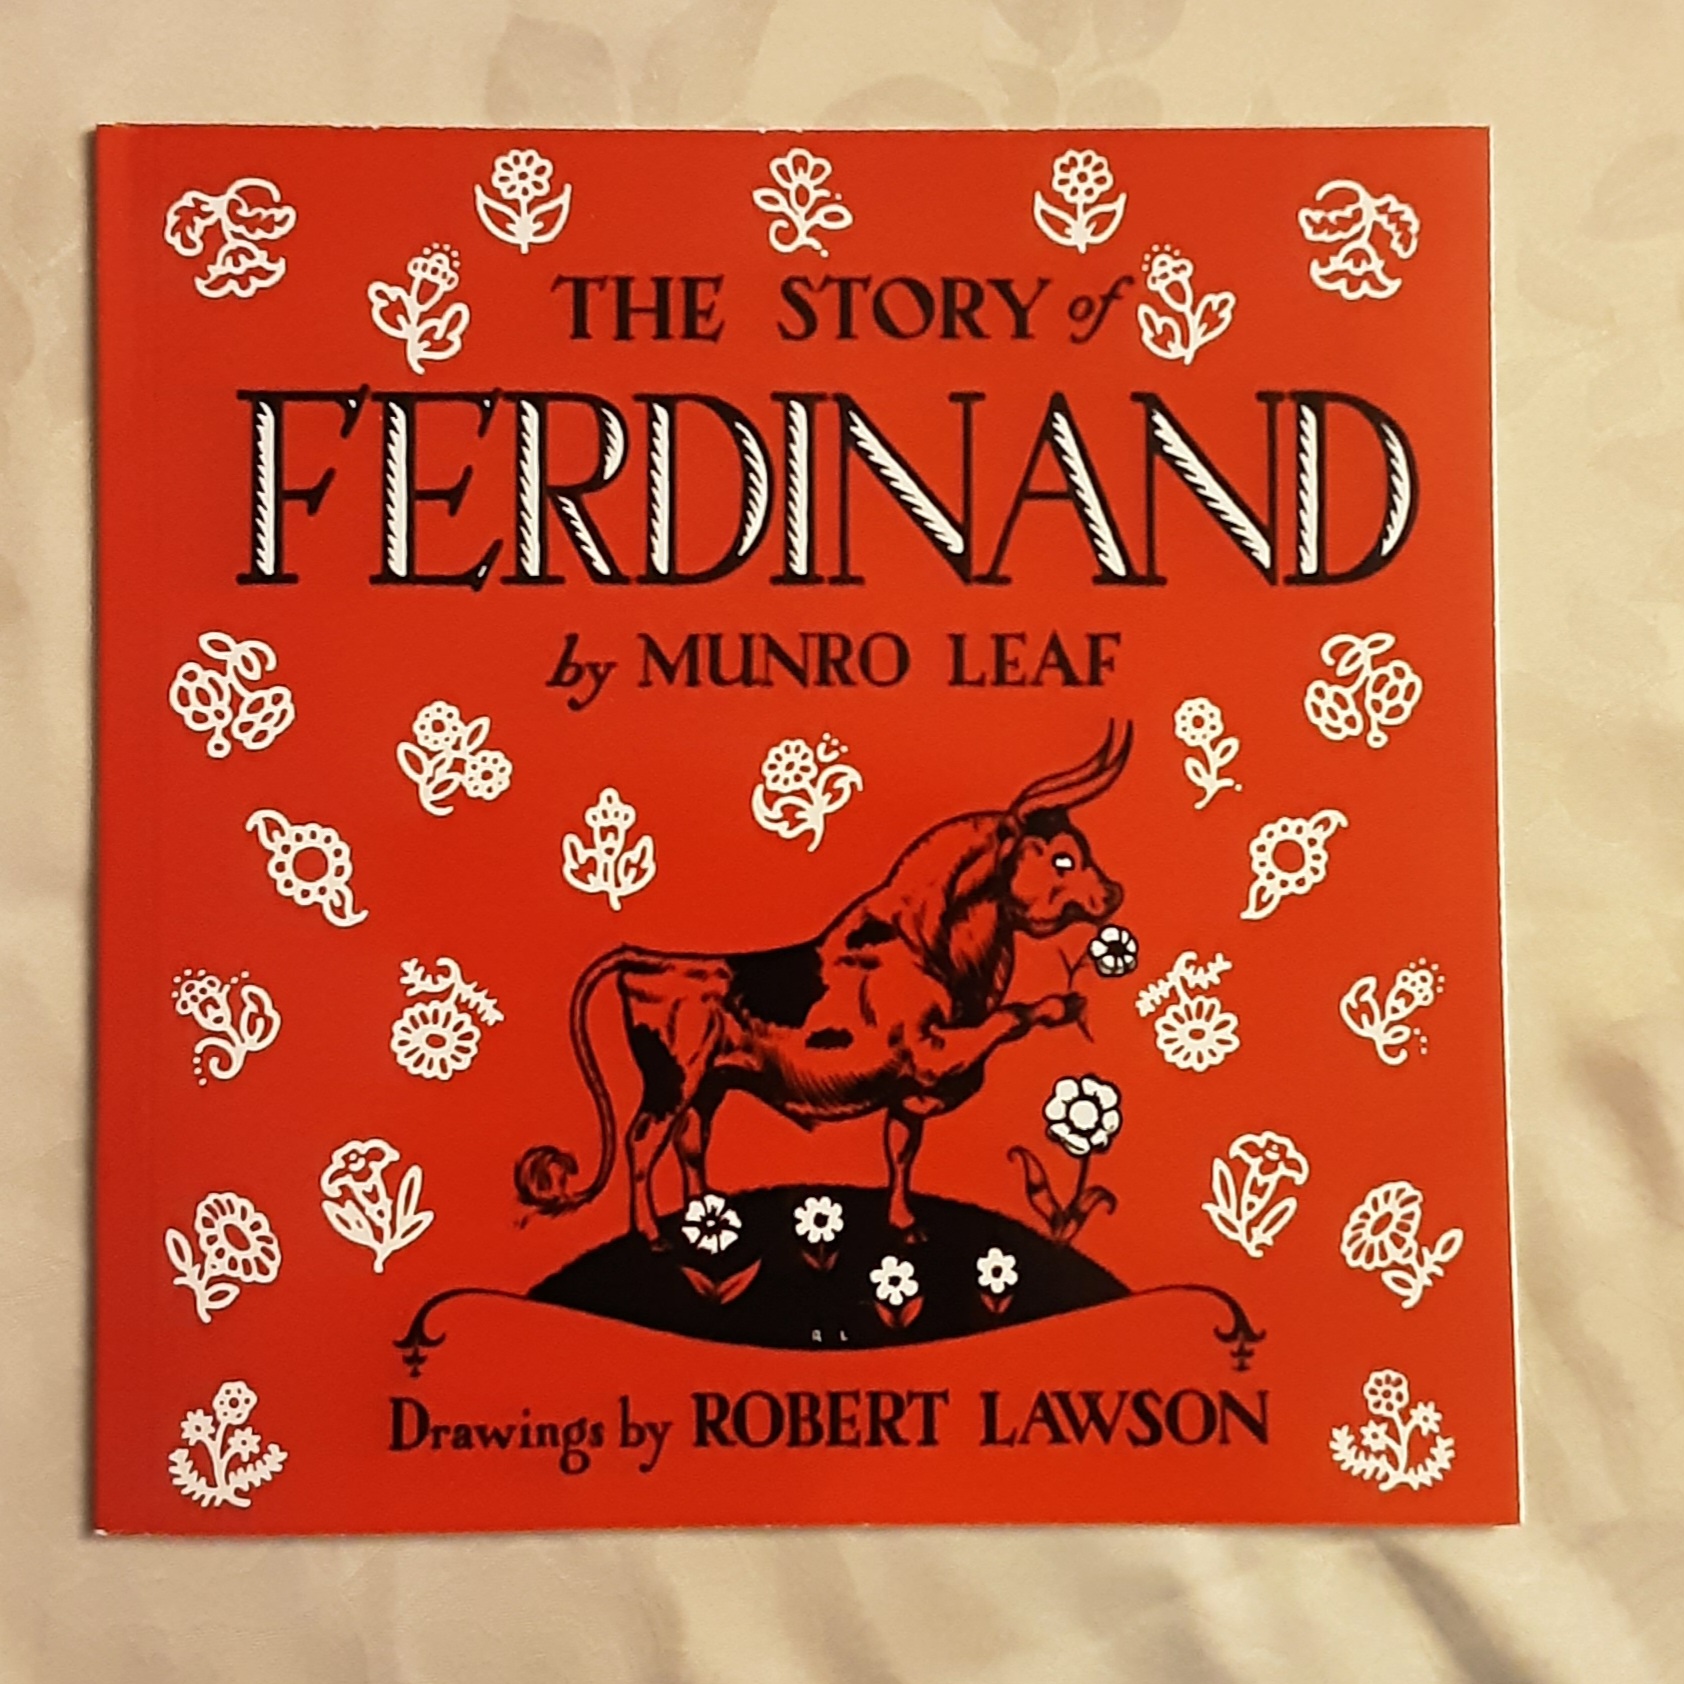 THE STORY of
FERDINAND
by MUNRO LEAF
R L
Drawings by ROBERT LAWSON